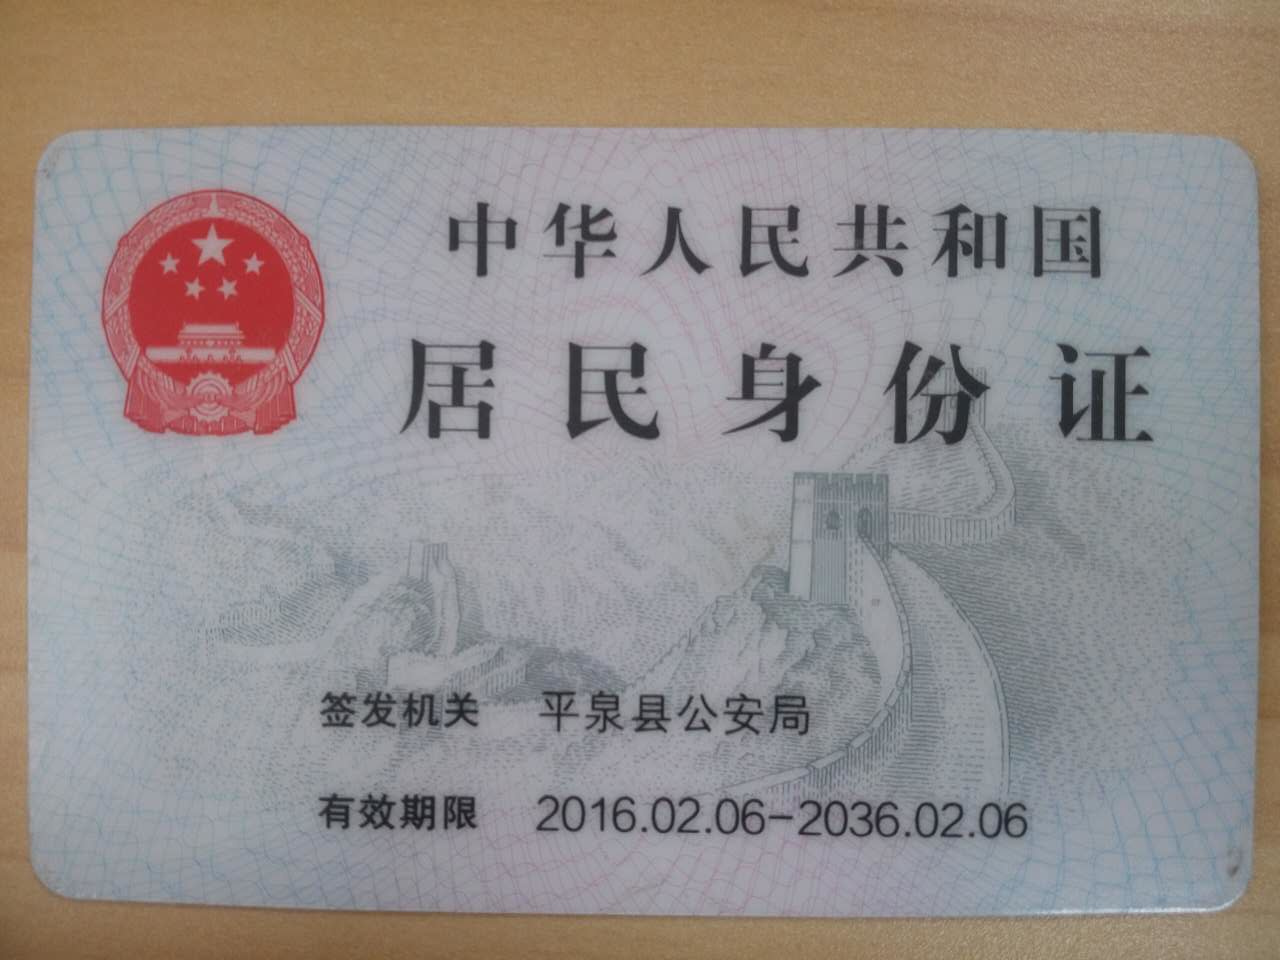 中华人民共和国
居民身份证
签发机关 平泉县公安局
有效期限 2016.02.06-2036.02.06